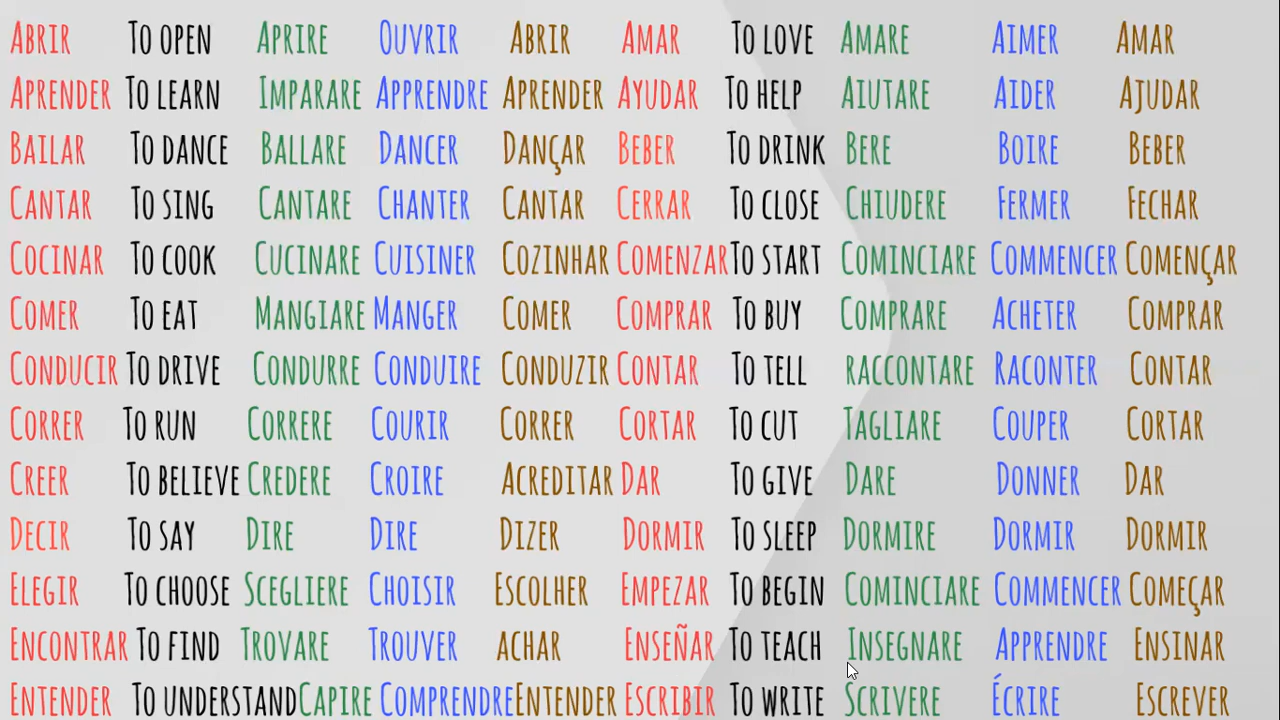 Abrir To open Aprire Ouvrir Abrir Amar To love Amare Aimer Amar
Aprender To learn Imparare Apprendre Aprender Ayudar To help Aiutare Aider Ajudar
Bailar To dance Ballare Dancer Dançar Beber To drink Bere Boire Beber
Cantar To sing Cantare Chanter Cantar Cerrar To close Chiudere Fermer Fechar
Cocinar To cook Cucinare Cuisiner Cozinhar Comenzar To start Cominciare Commencer Començar
Comer To eat Mangiare Manger Comer Comprar To buy Comprare Acheter Comprar
Conducir To drive Condurre Conduire Conduzir Contar To tell raccontare Raconter Contar
Correr To run Correre Courir Correr Cortar To cut Tagliare Couper Cortar
Creer To believe Credere Croire Acreditar Dar To give Dare Donner Dar
Decir To say Dire Dire Dizer Dormir To sleep Dormire Dormir Dormir
Elegir To choose Scegliere Choisir Escolher Empezar To begin Cominciare Commencer Começar
Encontrar To find Trovare Trouver achar Enseñar To teach Insegnare Apprendre Ensinar
Entender To understand Capire Comprendre Entender Escribir To write Scrivere Écrire Escrever